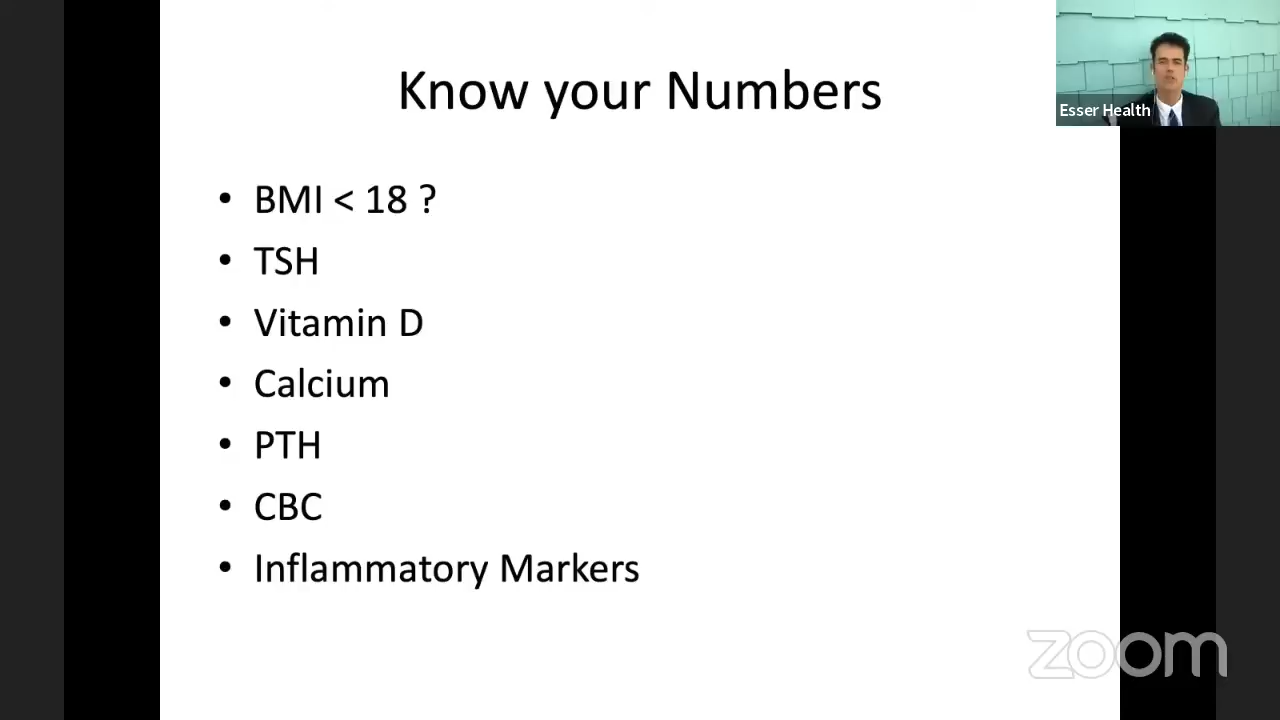 Know your Numbers
Esser Health
• BMI < 18 ?
• TSH
• Vitamin D
• Calcium
• PTH
• CBC
• Inflammatory Markers
zoom